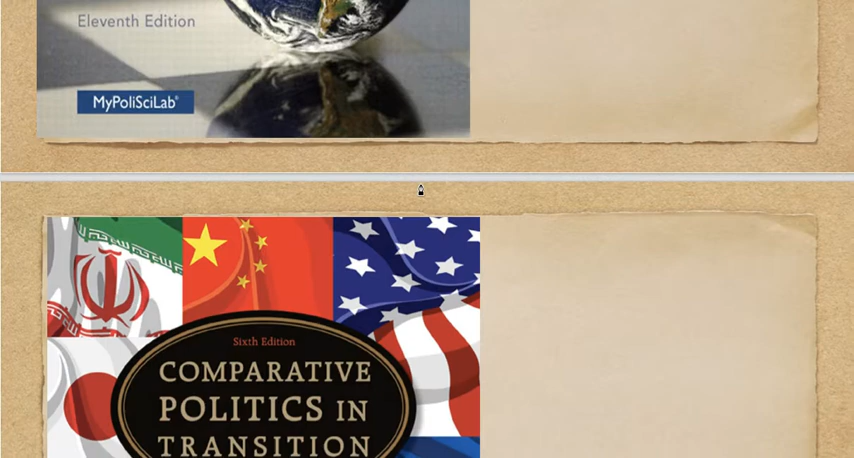 Eleventh Edition
MyPoliSciLab®
Sixth Edition
COMPARATIVE
POLITICS IN
TRANSITION